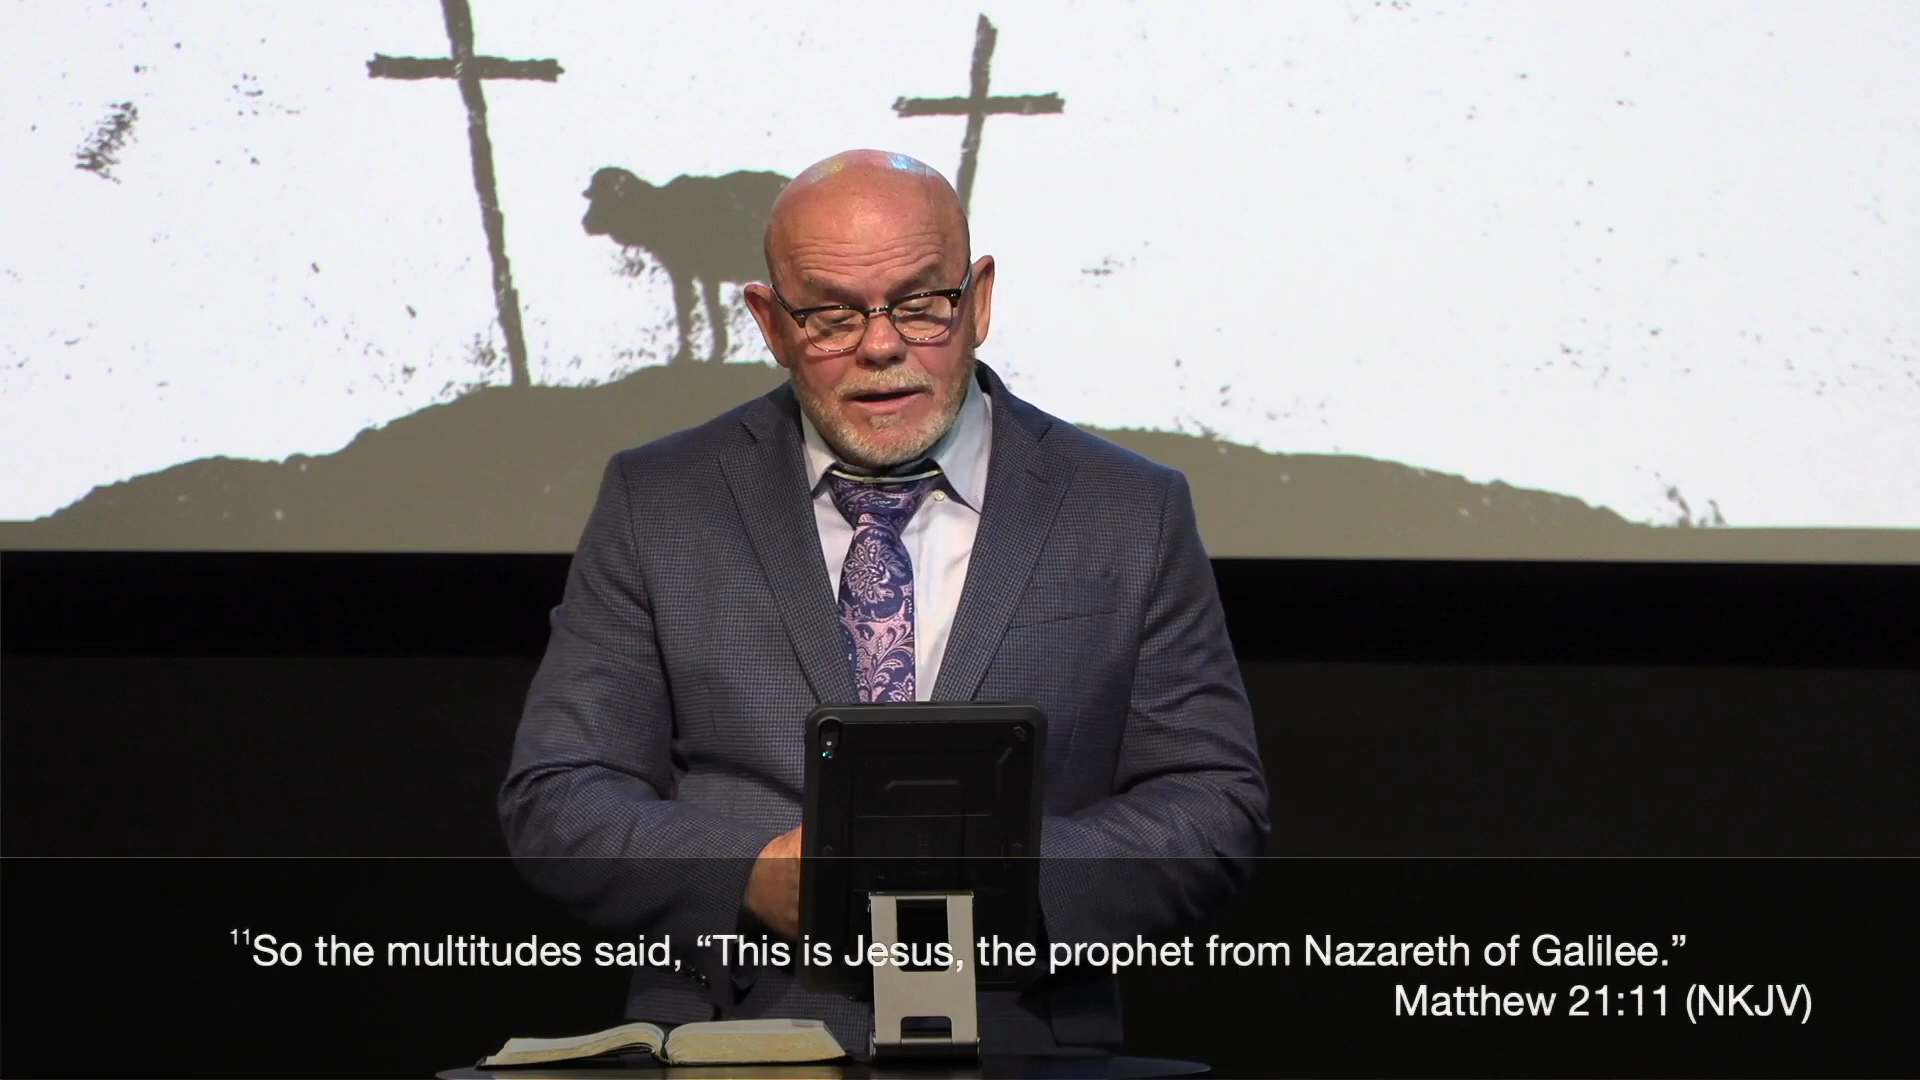 ¹¹So the multitudes said, “This is Jesus, the prophet from Nazareth of Galilee.”
Matthew 21:11 (NKJV)